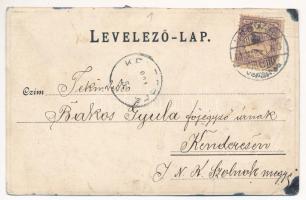 LEVELEZŐ-LAP.
Czim Tekintetes
Bakos Gyula főjegyző úrnak
Kenderesen
J. N. K. Szolnok megye